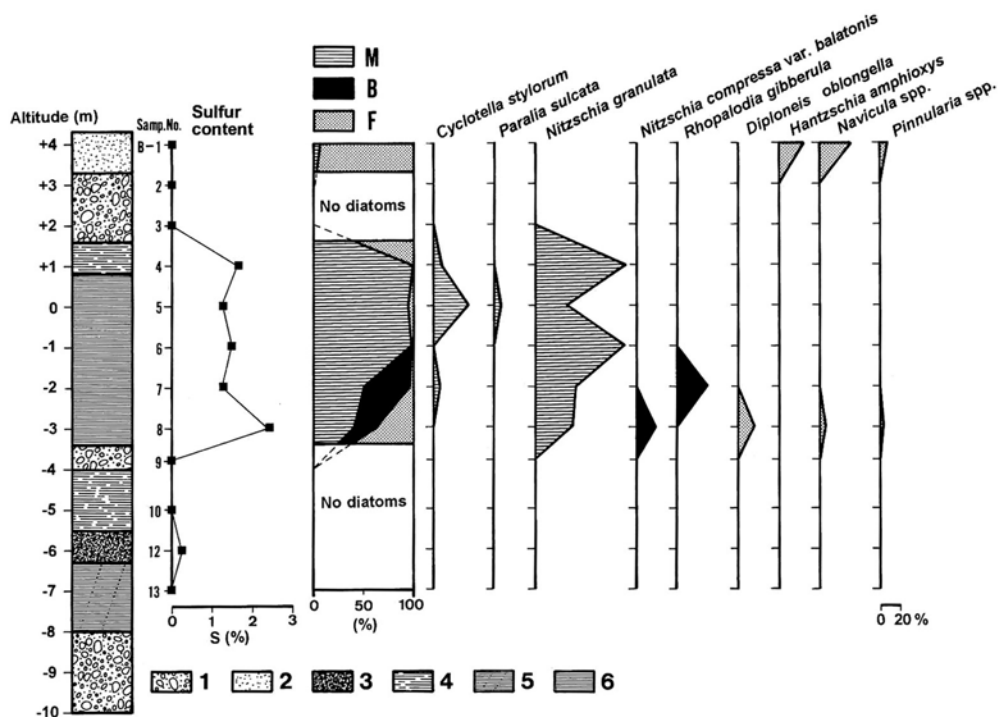 M
B
F
Cyclotella stylorum
Paralia sulcata
Nitzschia granulata
Nitzschia compressa var. balatonis
Rhopalodia gibberula
Diploneis oblongella
Hantzschia amphioxys
Navicula spp.
Pinnularia spp.
Altitude (m)
Samp.No.
Sulfur
content
+4
+3
+2
+1
0
-1
-2
-3
-4
-5
-6
-7
-8
-9
-10
B-1
2
3
4
5
6
7
8
9
10
12
13
No diatoms
No diatoms
0 1 2 3
S (%)
0 50 100
(%)
0 20 %
1 2 3 4 5 6